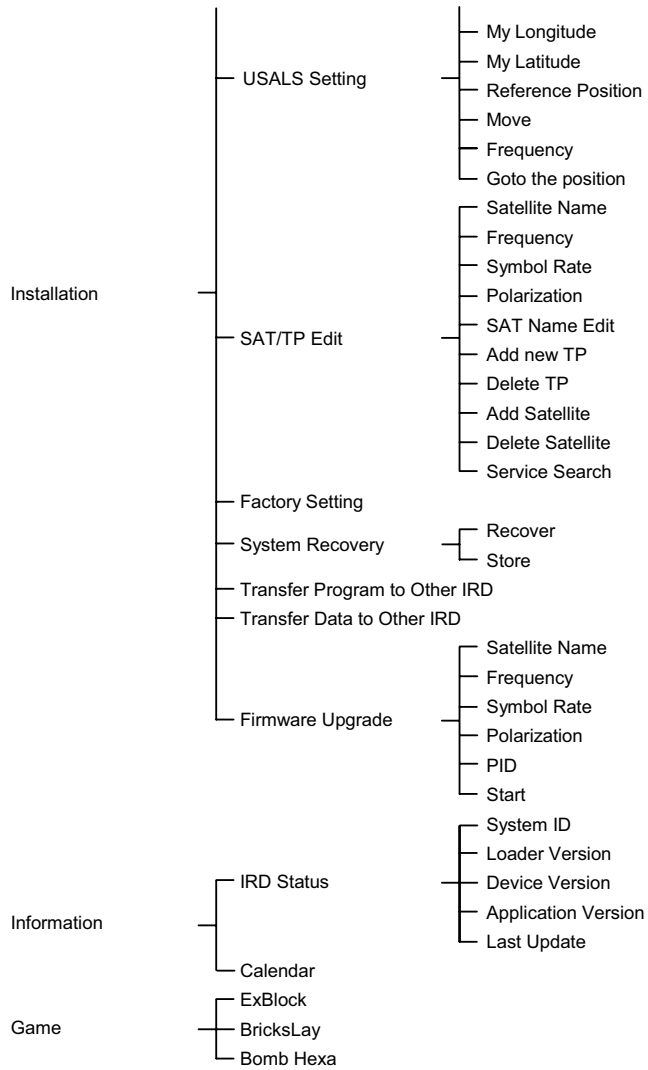 My Longitude
My Latitude
USALS Setting
Reference Position
Move
Frequency
Goto the position
Satellite Name
Frequency
Symbol Rate
Installation
Polarization
SAT Name Edit
SAT/TP Edit
Add new TP
Delete TP
Add Satellite
Delete Satellite
Service Search
Factory Setting
Recover
System Recovery
Store
Transfer Program to Other IRD
Transfer Data to Other IRD
Satellite Name
Frequency
Symbol Rate
Firmware Upgrade
Polarization
PID
Start
System ID
Loader Version
IRD Status
Device Version
Application Version
Information
Last Update
Calendar
ExBlock
Game
BricksLay
Bomb Hexa